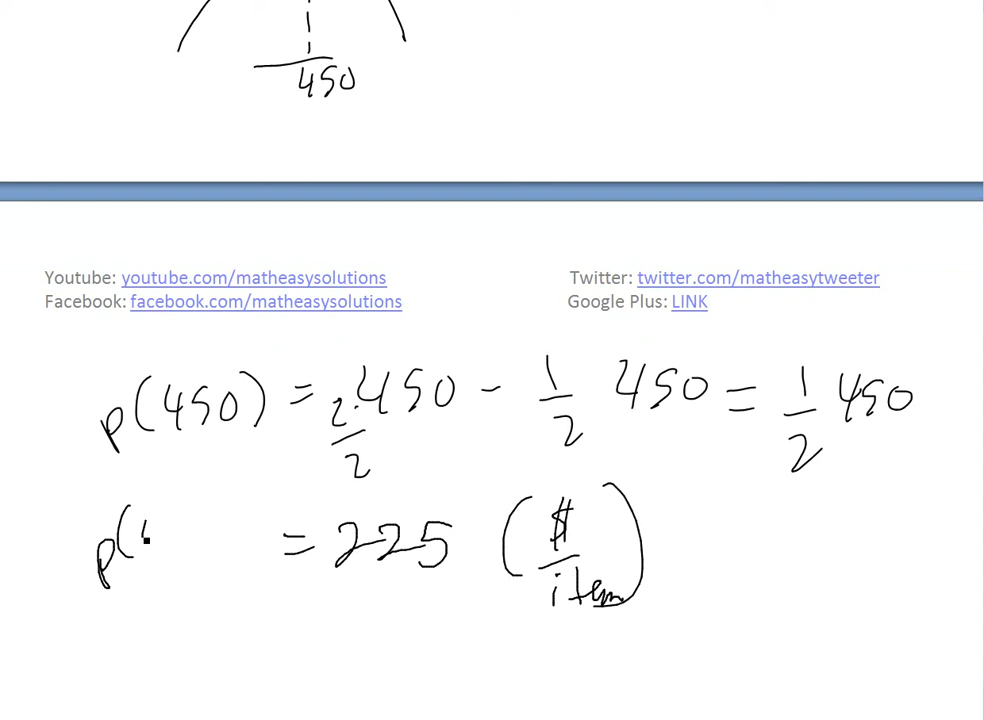 450
Youtube: youtube.com/matheasysolutions Twitter: twitter.com/matheasytweeter
Facebook: facebook.com/matheasysolutions Google Plus: LINK
p(450) = 2·450/2 - 1/2 450 = 1/2 450
p( = 225 ($/item)